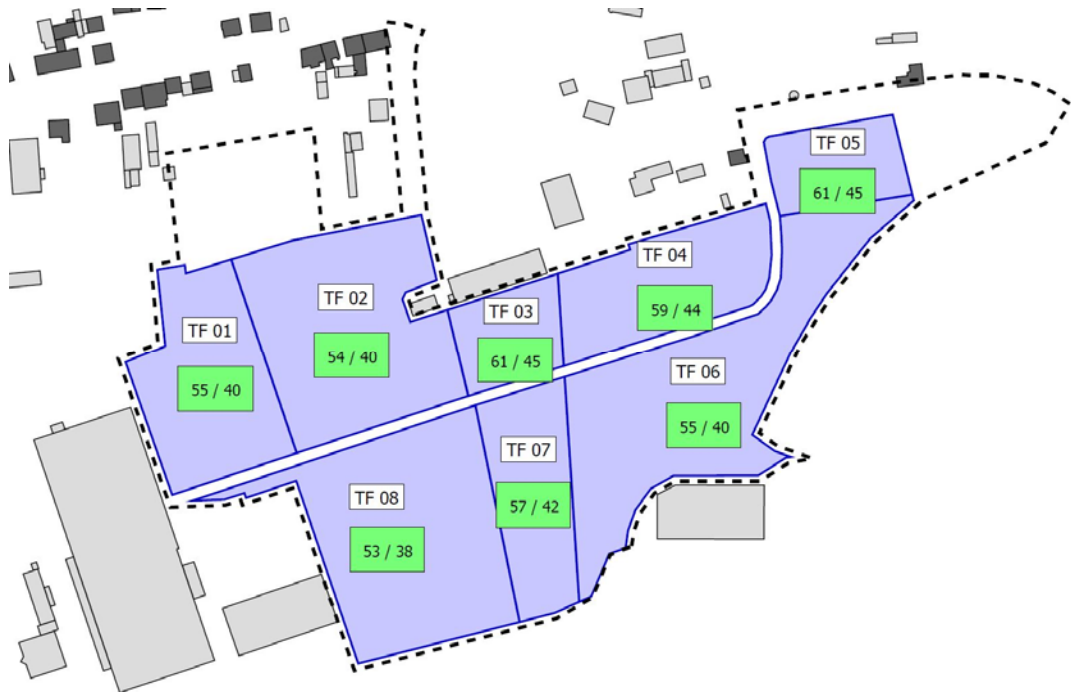 TF 05
61 / 45
TF 04
59 / 44
TF 02
54 / 40
TF 03
61 / 45
TF 01
55 / 40
TF 06
55 / 40
TF 07
57 / 42
TF 08
53 / 38